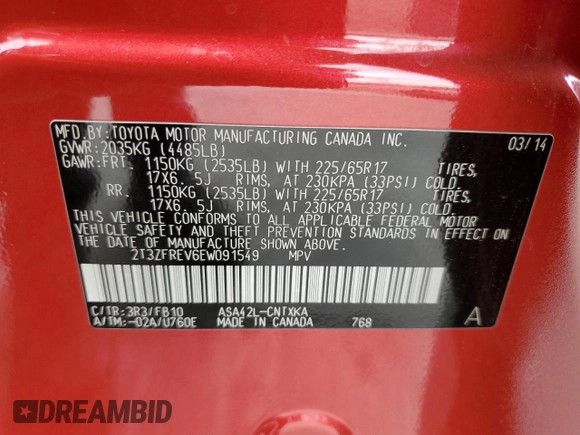 MFD.BY:TOYOTA MOTOR MANUFACTURING CANADA INC.
GVWR:2035KG (4485LB) 03/14
GAWR:FRT. 1150KG (2535LB) WITH 225/65R17 TIRES,
17X6. 5J RIMS, AT 230KPA (33PSI) COLD.
RR. 1150KG (2535LB) WITH 225/65R17 TIRES,
17X6. 5J RIMS, AT 230KPA (33PSI) COLD.
THIS VEHICLE CONFORMS TO ALL APPLICABLE FEDERAL MOTOR
VEHICLE SAFETY AND THEFT PREVENTION STANDARDS IN EFFECT ON
THE DATE OF MANUFACTURE SHOWN ABOVE.
2T3ZFREV6EW091549 MPV
C/TR:3R3/FB10 ASA42L-CNTXKA
A/TM:-02A/U760E MADE IN CANADA 768 A
DREAMBID